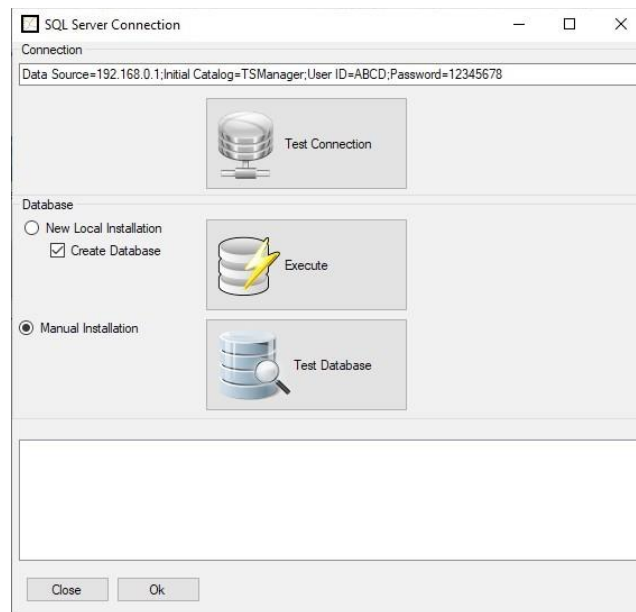 SQL Server Connection
Connection
Data Source=192.168.0.1;Initial Catalog=TSManager;User ID=ABCD;Password=12345678
Test Connection
Database
New Local Installation
Create Database
Execute
Manual Installation
Test Database
Close
Ok